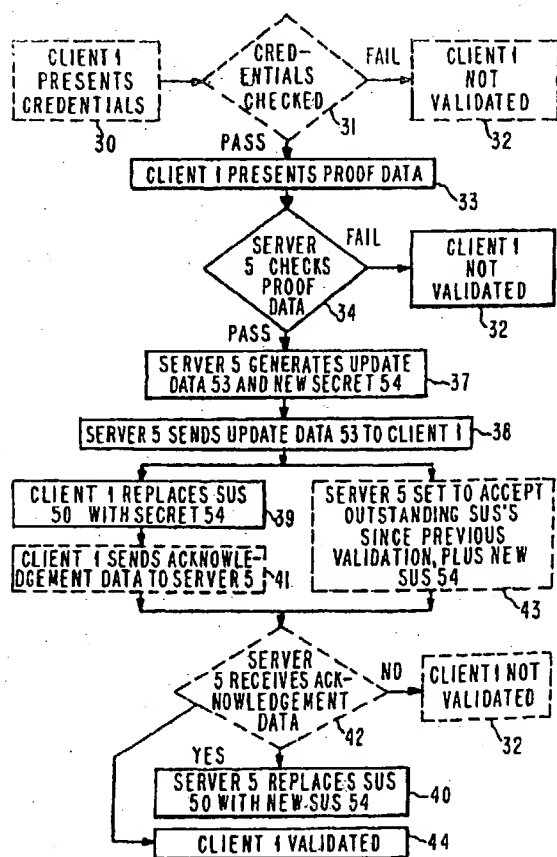 CLIENT 1
PRESENTS
CREDENTIALS
30
CRED-
ENTIALS
CHECKED
31
FAIL
CLIENT 1
NOT
VALIDATED
32
PASS
CLIENT 1 PRESENTS PROOF DATA
33
SERVER
5 CHECKS
PROOF
DATA
34
FAIL
CLIENT 1
NOT
VALIDATED
32
PASS
SERVER 5 GENERATES UPDATE
DATA 53 AND NEW SECRET 54
37
SERVER 5 SENDS UPDATE DATA 53 TO CLIENT 1
38
CLIENT 1 REPLACES SUS
50 WITH SECRET 54
39
CLIENT 1 SENDS ACKNOWLE-
DGEMENT DATA TO SERVER 5
41
SERVER 5 SET TO ACCEPT
OUTSTANDING SUS'S
SINCE PREVIOUS
VALIDATION, PLUS NEW
SUS 54
43
SERVER
5 RECEIVES ACK-
NOWLEDGEMENT
DATA
42
NO
CLIENT 1 NOT
VALIDATED
32
YES
SERVER 5 REPLACES SUS
50 WITH NEW SUS 54
40
CLIENT 1 VALIDATED
44